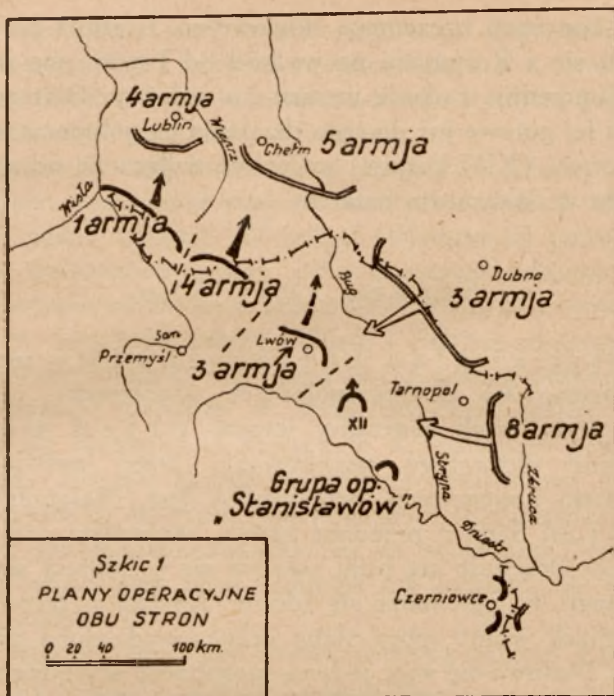 4 armja
Lublin
Wieprz
Chełm
5 armja
Wisła
1 armja
4 armja
Bug
Dubno
3 armja
San
Przemyśl
Lwów
3 armja
Tarnopol
XII
8 armja
Strypa
Zbrucz
Grupa op.
„Stanisławów"
Dniestr
Czerniowce
Szkic 1
PLANY OPERACYJNE
OBU STRON
0 20 40 100 km.